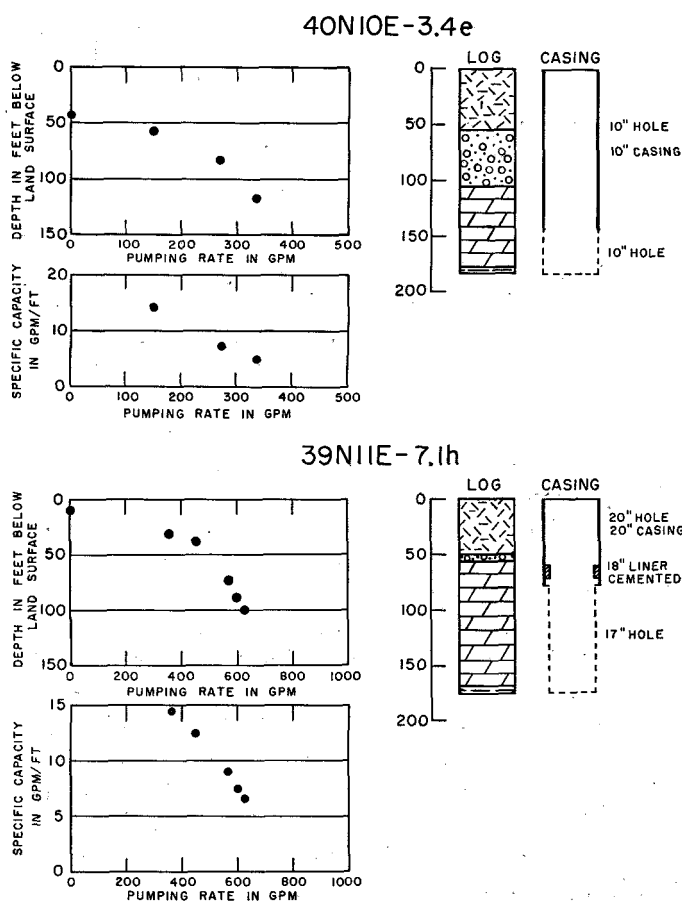 40N10E-3.4e
DEPTH IN FEET BELOW
LAND SURFACE
0
50
100
150
0 100 200 300 400 500
PUMPING RATE IN GPM
SPECIFIC CAPACITY
IN GPM/FT
20
10
0
0 100 200 300 400 500
PUMPING RATE IN GPM
LOG CASING
0
50
100
150
200
10" HOLE
10" CASING
10" HOLE
39N11E-7.1h
DEPTH IN FEET BELOW
LAND SURFACE
0
50
100
150
0 200 400 600 800 1000
PUMPING RATE IN GPM
SPECIFIC CAPACITY
IN GPM/FT
15
10
5
0
0 200 400 600 800 1000
PUMPING RATE IN GPM
LOG CASING
0
50
100
150
200
20" HOLE
20" CASING
18" LINER
CEMENTED
17" HOLE